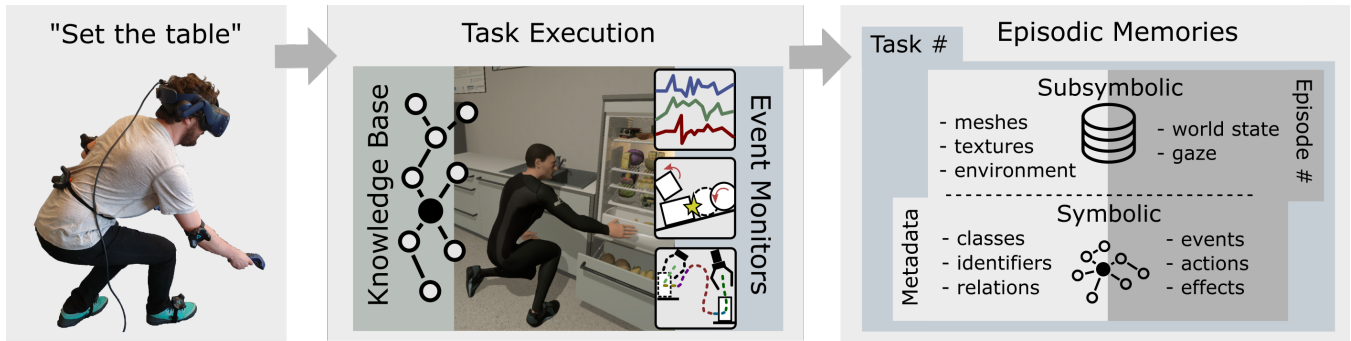 "Set the table"
Task Execution
Knowledge Base
Event Monitors
Episodic Memories
Task #
Episode #
Subsymbolic
- meshes
- textures
- environment
- world state
- gaze
Metadata
Symbolic
- classes
- identifiers
- relations
- events
- actions
- effects